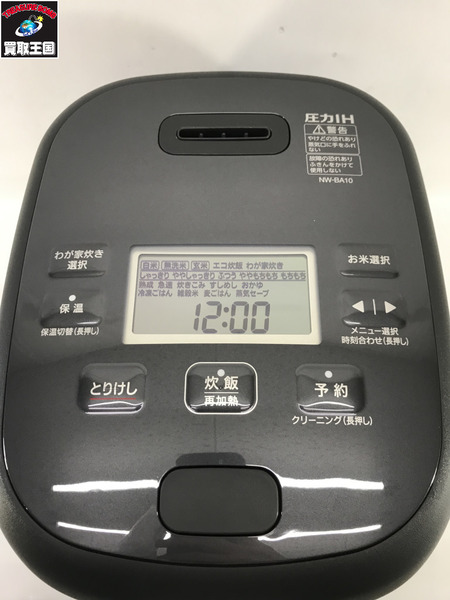 TREASURE KING
買取王国
圧力IH
警告
やけどの恐れあり
蒸気口に手をふれ
ない
故障の恐れあり
ふきんをかけて
使用しない
NW-BA10
わが家炊き
選択
お米選択
白米 無洗米 玄米 エコ炊飯 わが家炊き
しゃっきり ややしゃっきり ふつう ややもちもち もちもち
熟成 急速 炊きこみ すしめし おかゆ
冷凍ごはん 雑穀米 麦ごはん 蒸気セーブ
12:00
保温
保温切替(長押し)
メニュー選択
時刻合わせ(長押し)
とりけし
炊飯
再加熱
予約
クリーニング(長押し)